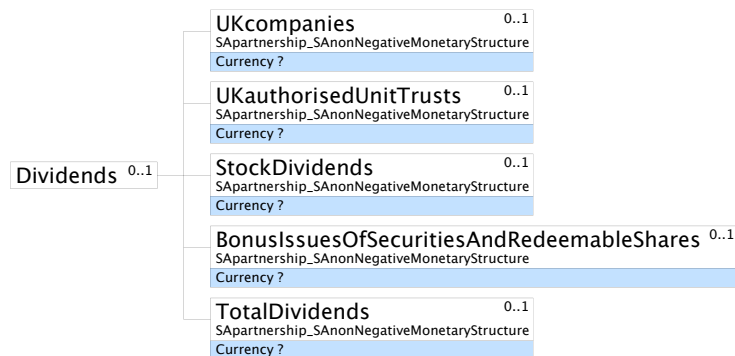 UKcompanies 0..1
SApartnership_SAnonNegativeMonetaryStructure
Currency ?
UKauthorisedUnitTrusts 0..1
SApartnership_SAnonNegativeMonetaryStructure
Currency ?
Dividends 0..1
StockDividends 0..1
SApartnership_SAnonNegativeMonetaryStructure
Currency ?
BonusIssuesOfSecuritiesAndRedeemableShares 0..1
SApartnership_SAnonNegativeMonetaryStructure
Currency ?
TotalDividends 0..1
SApartnership_SAnonNegativeMonetaryStructure
Currency ?